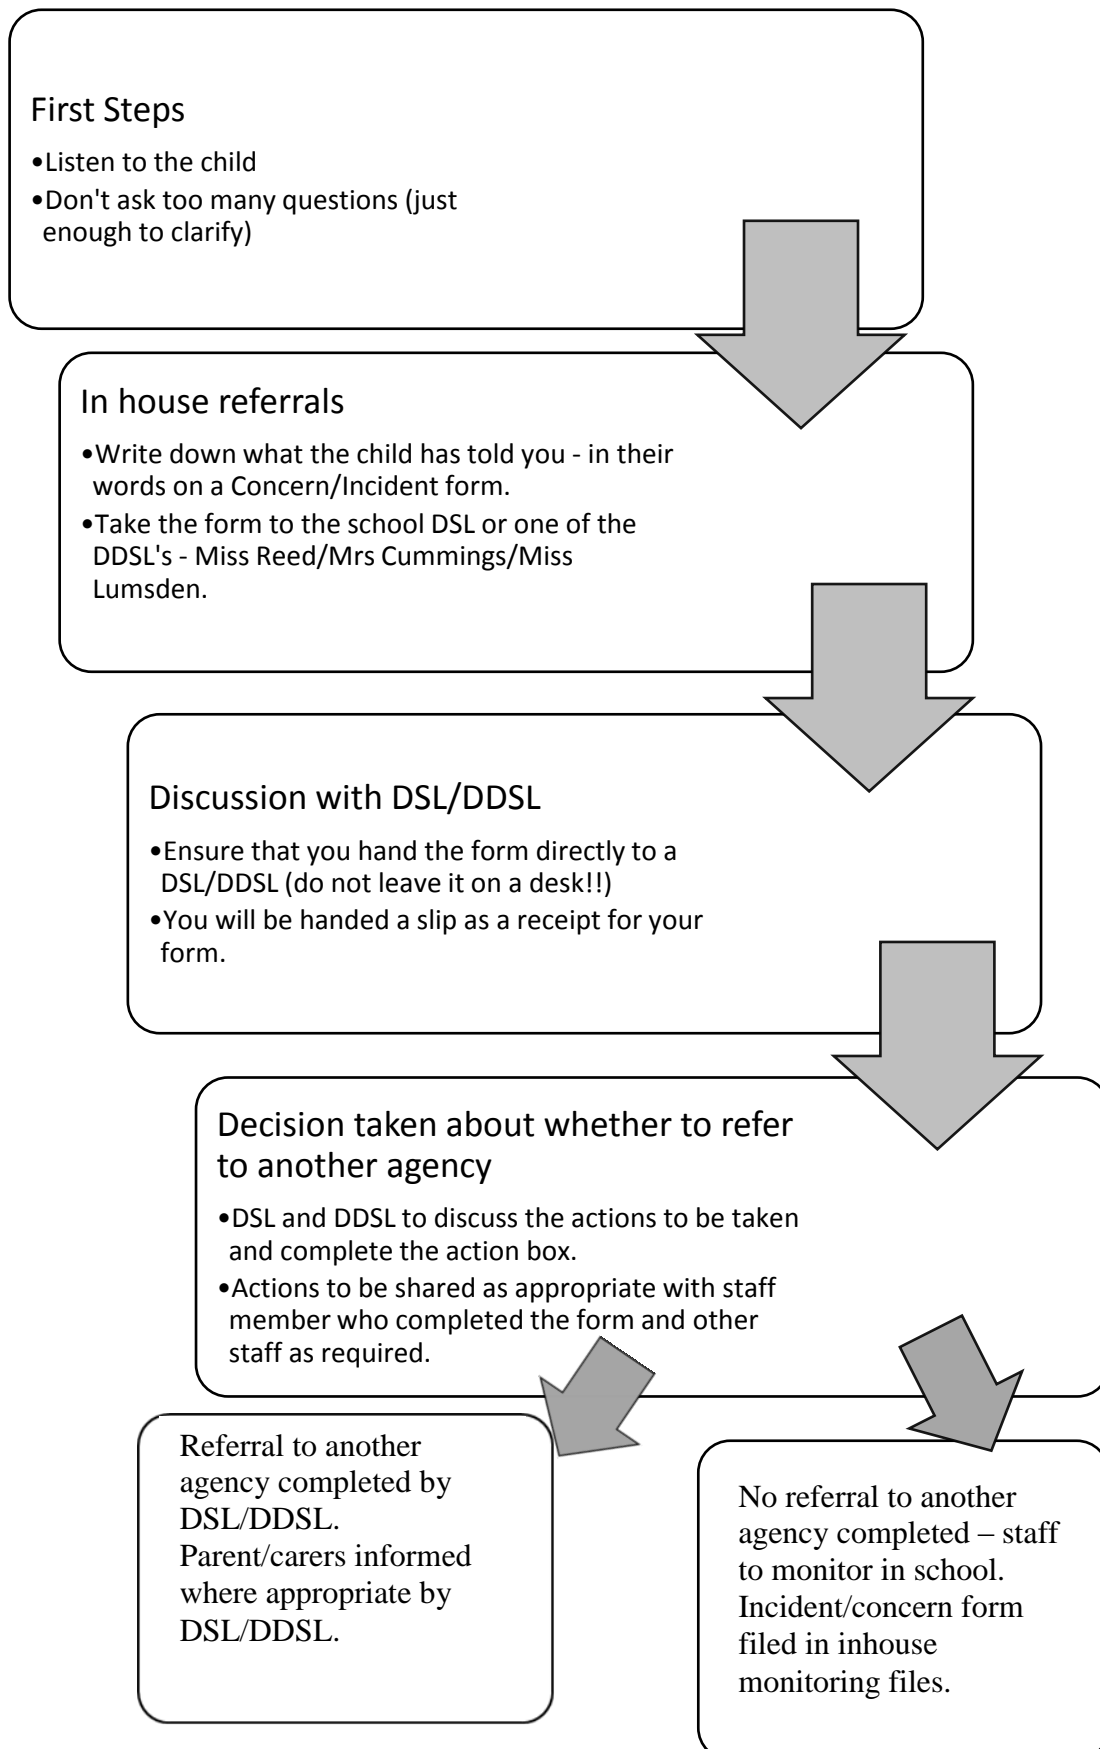 First Steps
•Listen to the child
•Don't ask too many questions (just
enough to clarify)
In house referrals
•Write down what the child has told you - in their
words on a Concern/Incident form.
•Take the form to the school DSL or one of the
DDSL's - Miss Reed/Mrs Cummings/Miss
Lumsden.
Discussion with DSL/DDSL
•Ensure that you hand the form directly to a
DSL/DDSL (do not leave it on a desk!!)
•You will be handed a slip as a receipt for your
form.
Decision taken about whether to refer
to another agency
•DSL and DDSL to discuss the actions to be taken
and complete the action box.
•Actions to be shared as appropriate with staff
member who completed the form and other
staff as required.
Referral to another
agency completed by
DSL/DDSL.
Parent/carers informed
where appropriate by
DSL/DDSL.
No referral to another
agency completed – staff
to monitor in school.
Incident/concern form
filed in inhouse
monitoring files.